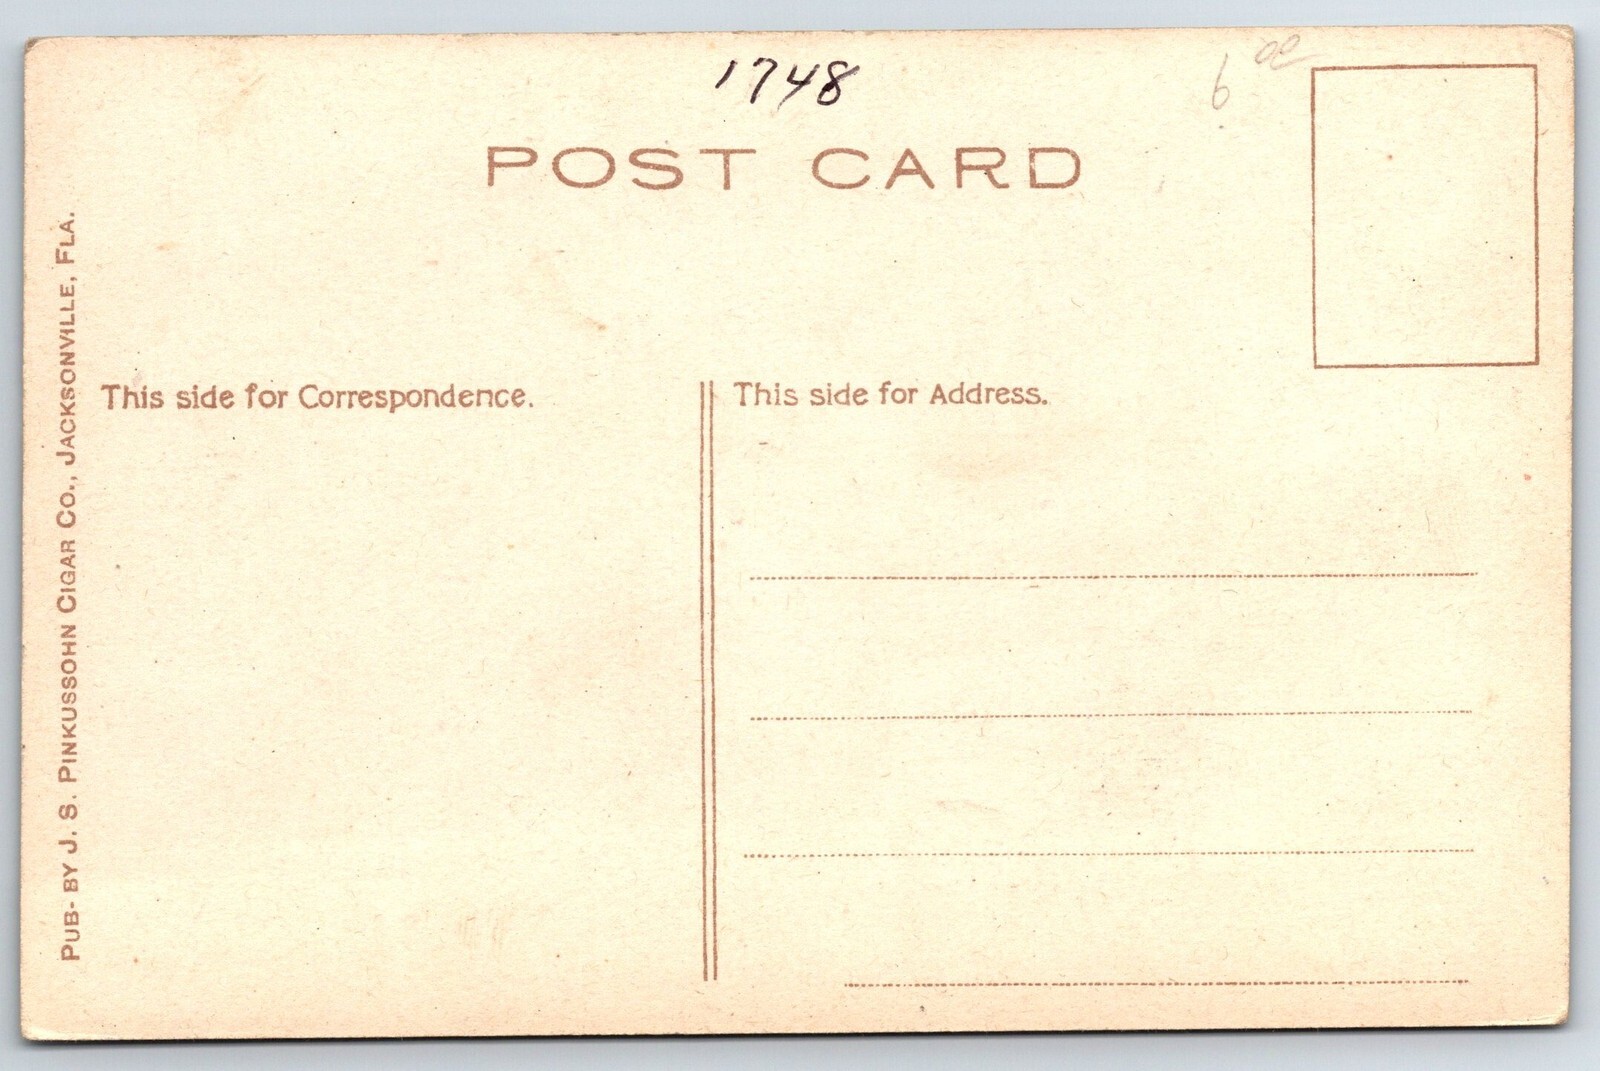 1748
6 00
POST CARD
This side for Correspondence.
This side for Address.
PUB- BY J. S. PINKUSSOHN CIGAR CO., JACKSONVILLE, FLA.